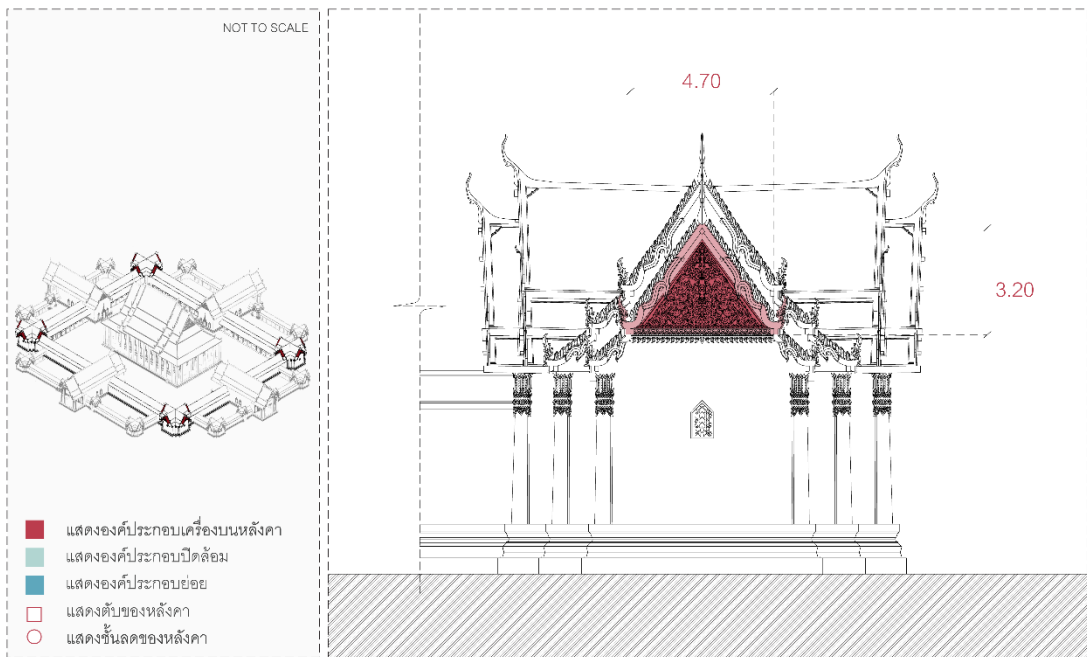 NOT TO SCALE
4.70
3.20
แสดงองค์ประกอบเครื่องบนหลังคา
แสดงองค์ประกอบปิดล้อม
แสดงองค์ประกอบย่อย
แสดงตับของหลังคา
แสดงชั้นลดของหลังคา